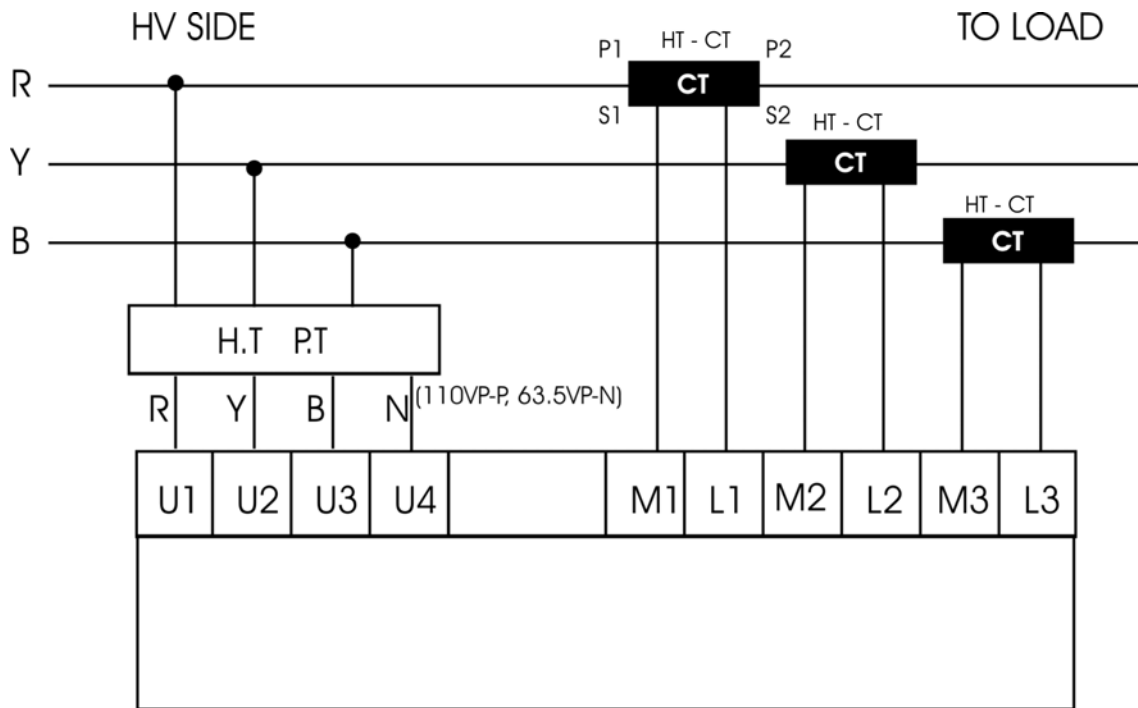 HV SIDE
TO LOAD
P1 HT - CT P2
R
CT
S1 S2
HT - CT
Y
CT
HT - CT
B
CT
H.T P.T
R Y B N (110VP-P, 63.5VP-N)
U1 U2 U3 U4 M1 L1 M2 L2 M3 L3